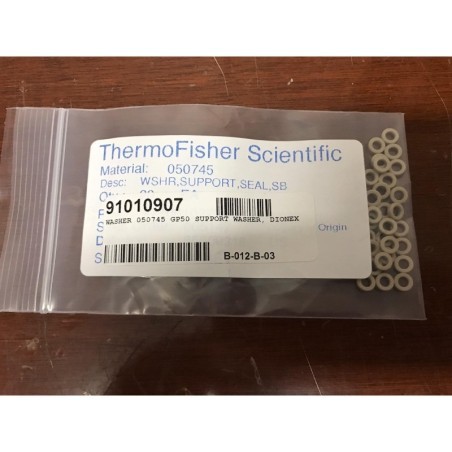 ThermoFisher Scientific
Material: 050745
Desc: WSHR,SUPPORT,SEAL,SB
91010907
WASHER 050745 GP50 SUPPORT WASHER, DIONEX
Origin
B-012-B-03